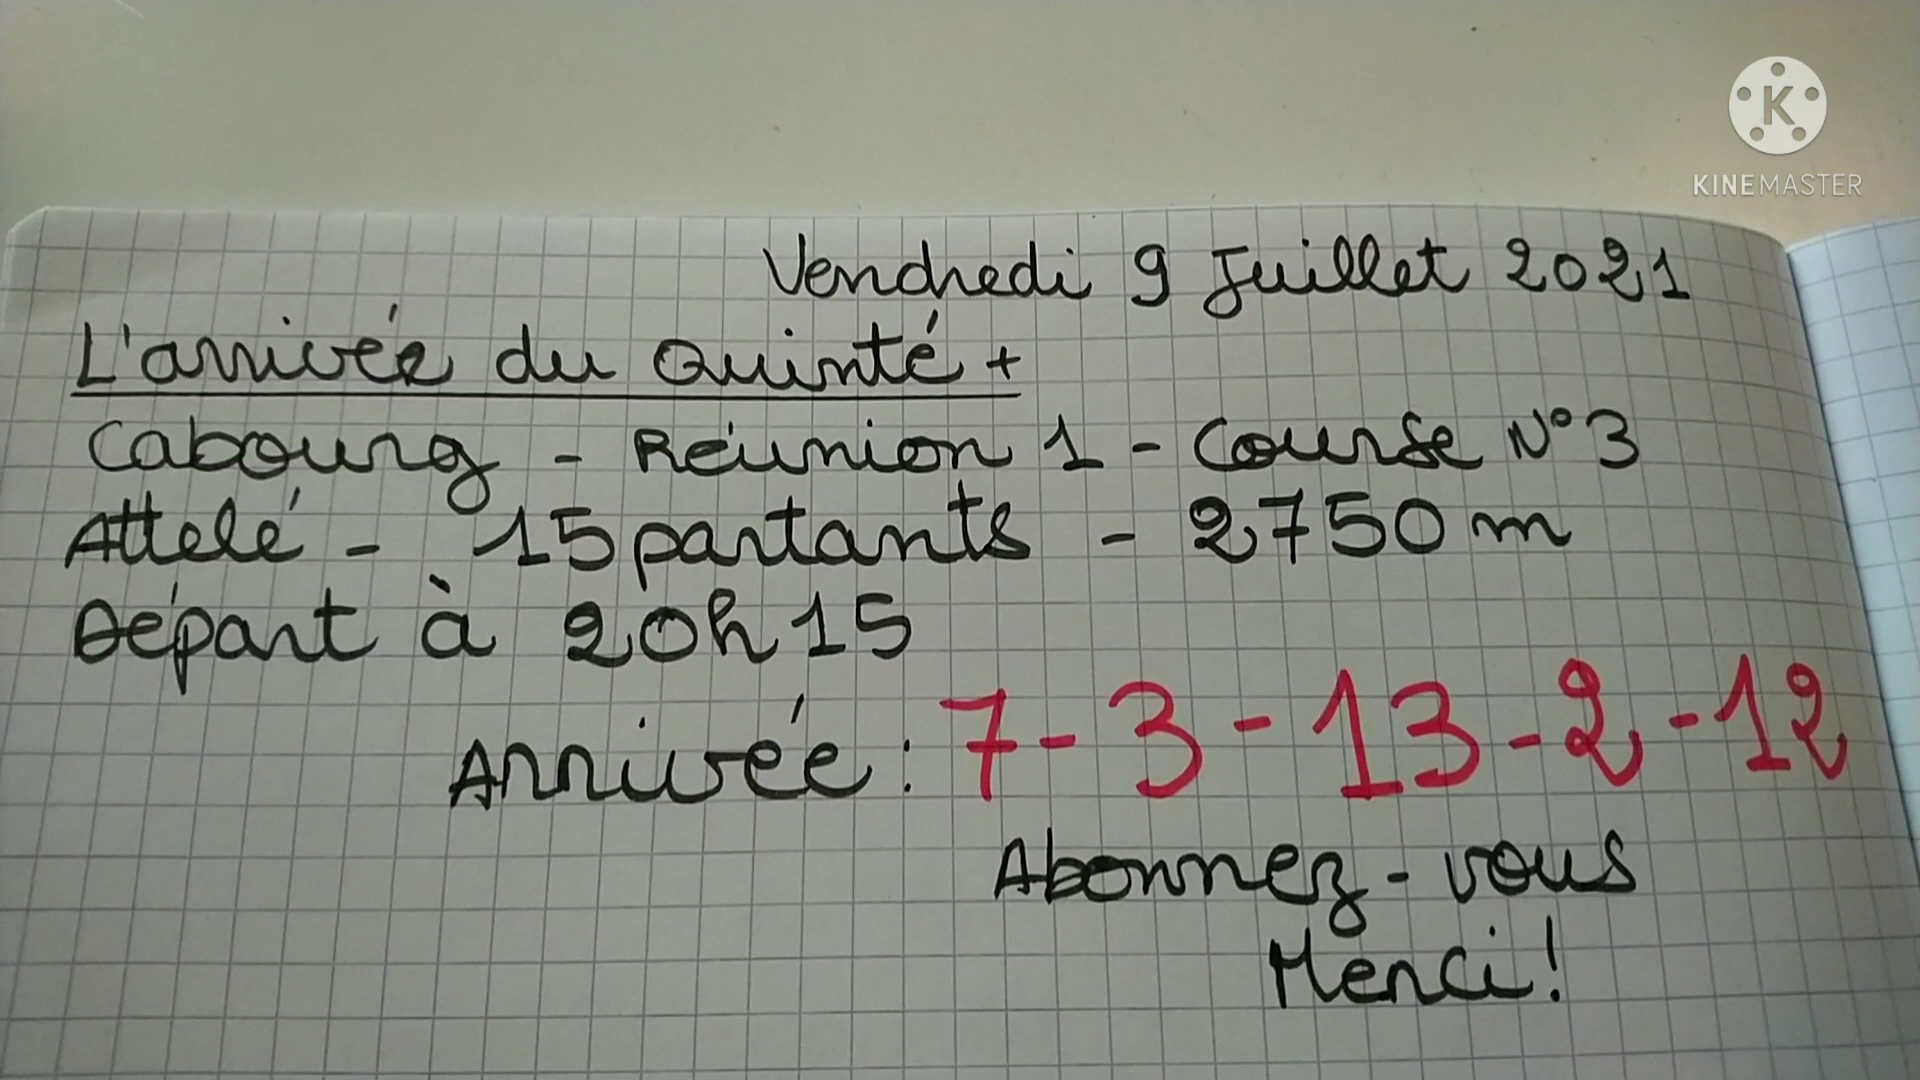 K
KINEMASTER
Vendredi 9 Juillet 2021
L'arrivée du Quinté +
Cabourg - Réunion 1 - Course N°3
Attelé - 15 partants - 2750 m
Départ à 20h15
Arrivée : 7 - 3 - 13 - 2 - 12
Abonnez-vous
Merci !